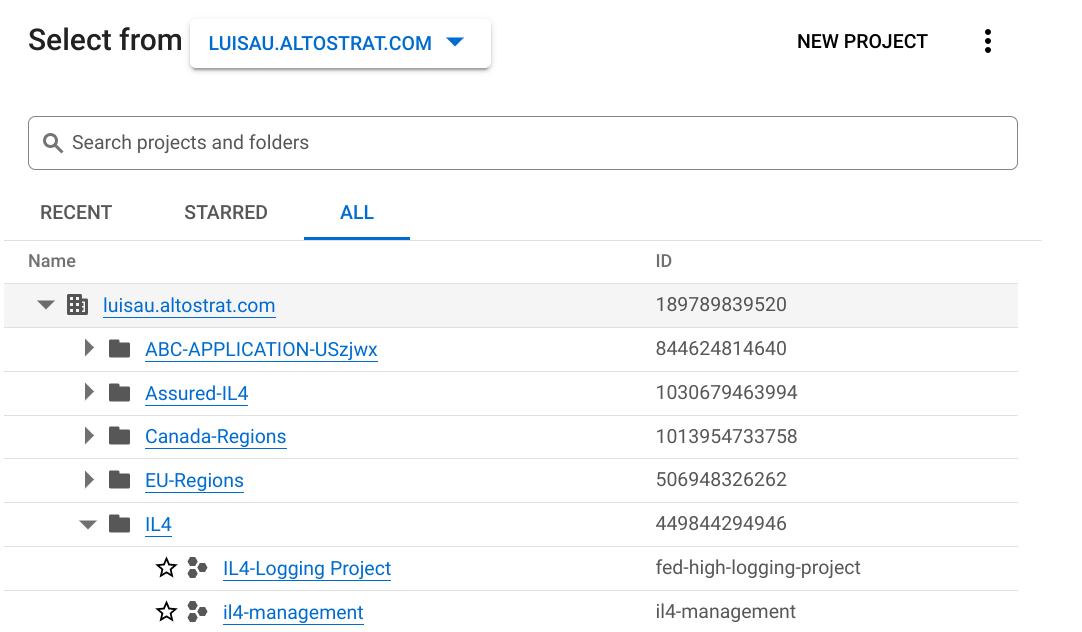 Select from LUISAU.ALTOSTRAT.COM NEW PROJECT
Search projects and folders
RECENT STARRED ALL
Name ID
luisau.altostrat.com 189789839520
ABC-APPLICATION-USzjwx 844624814640
Assured-IL4 1030679463994
Canada-Regions 1013954733758
EU-Regions 506948326262
IL4 449844294946
IL4-Logging Project fed-high-logging-project
il4-management il4-management